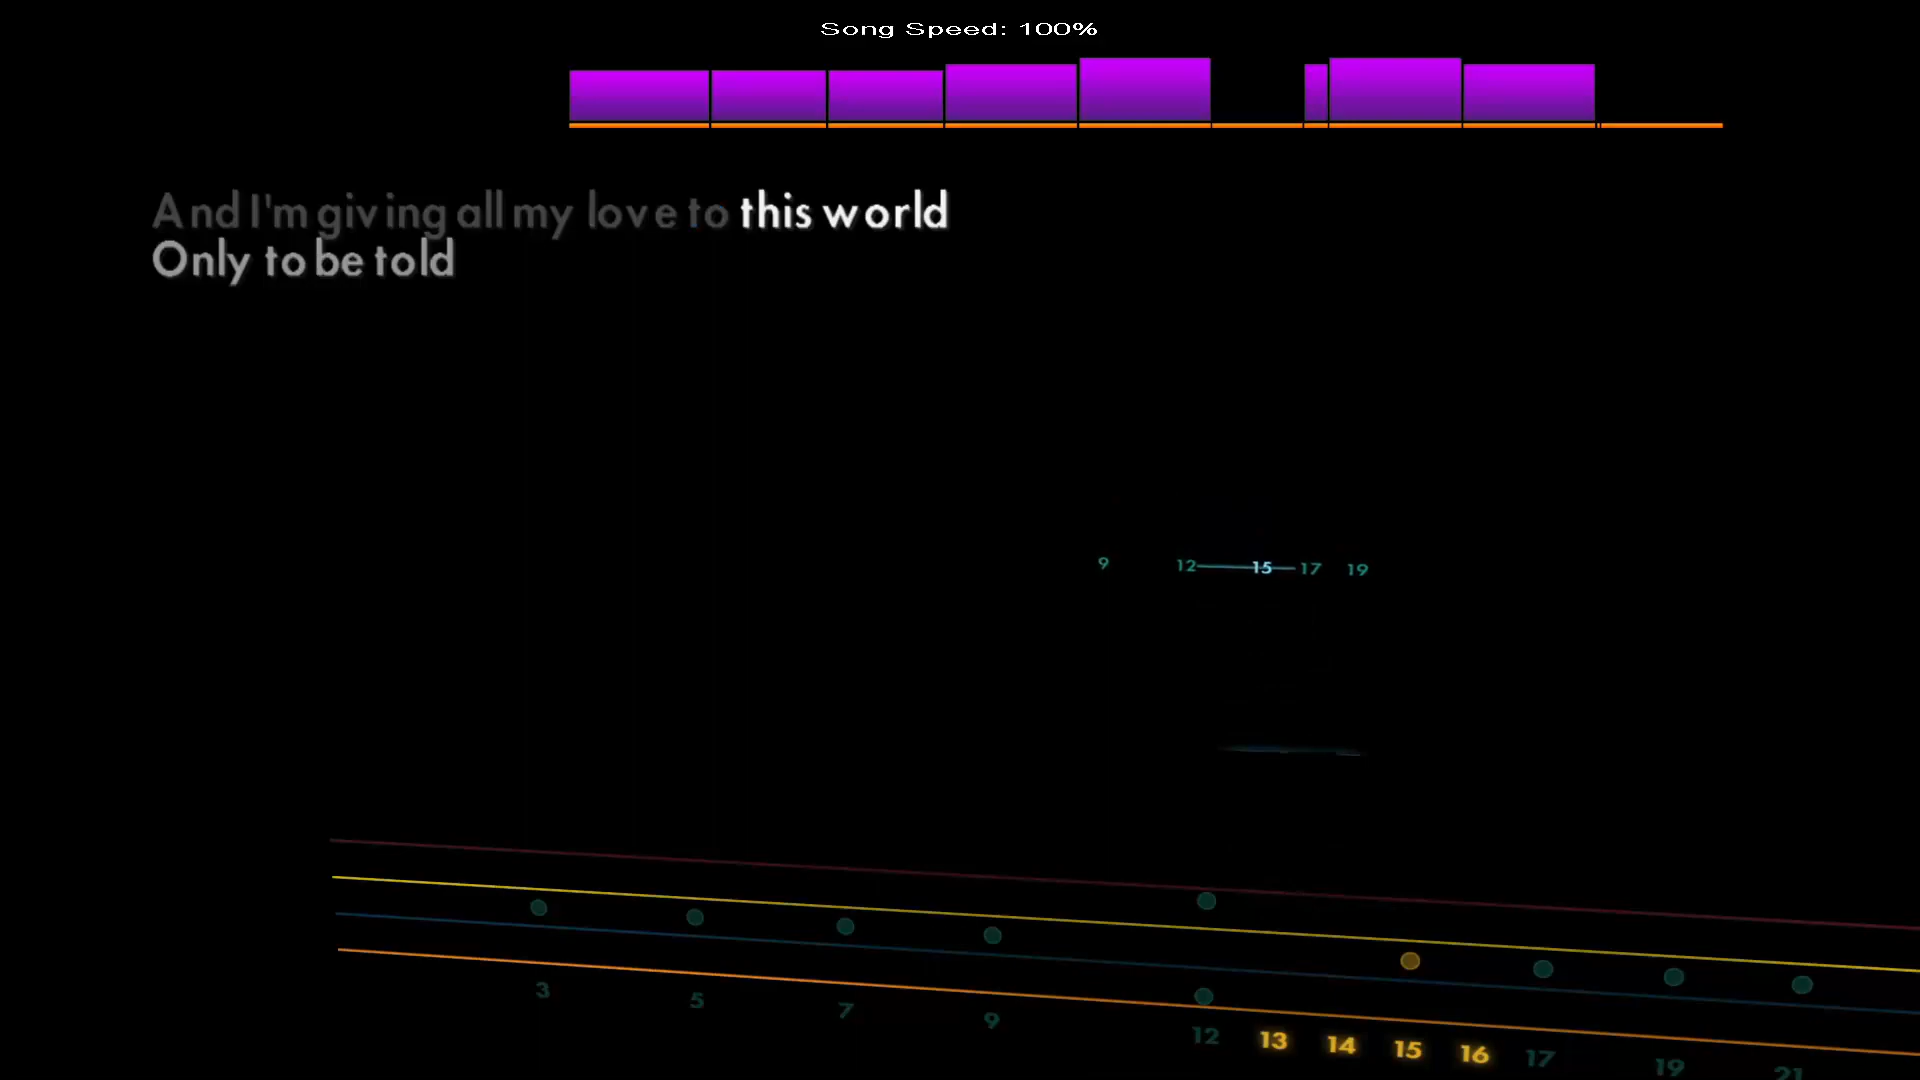 Song Speed: 100%
And I'm giving all my love to this world
Only to be told
9 12 15 17 19
3 5 7 9 12 13 14 15 16 17 19 21